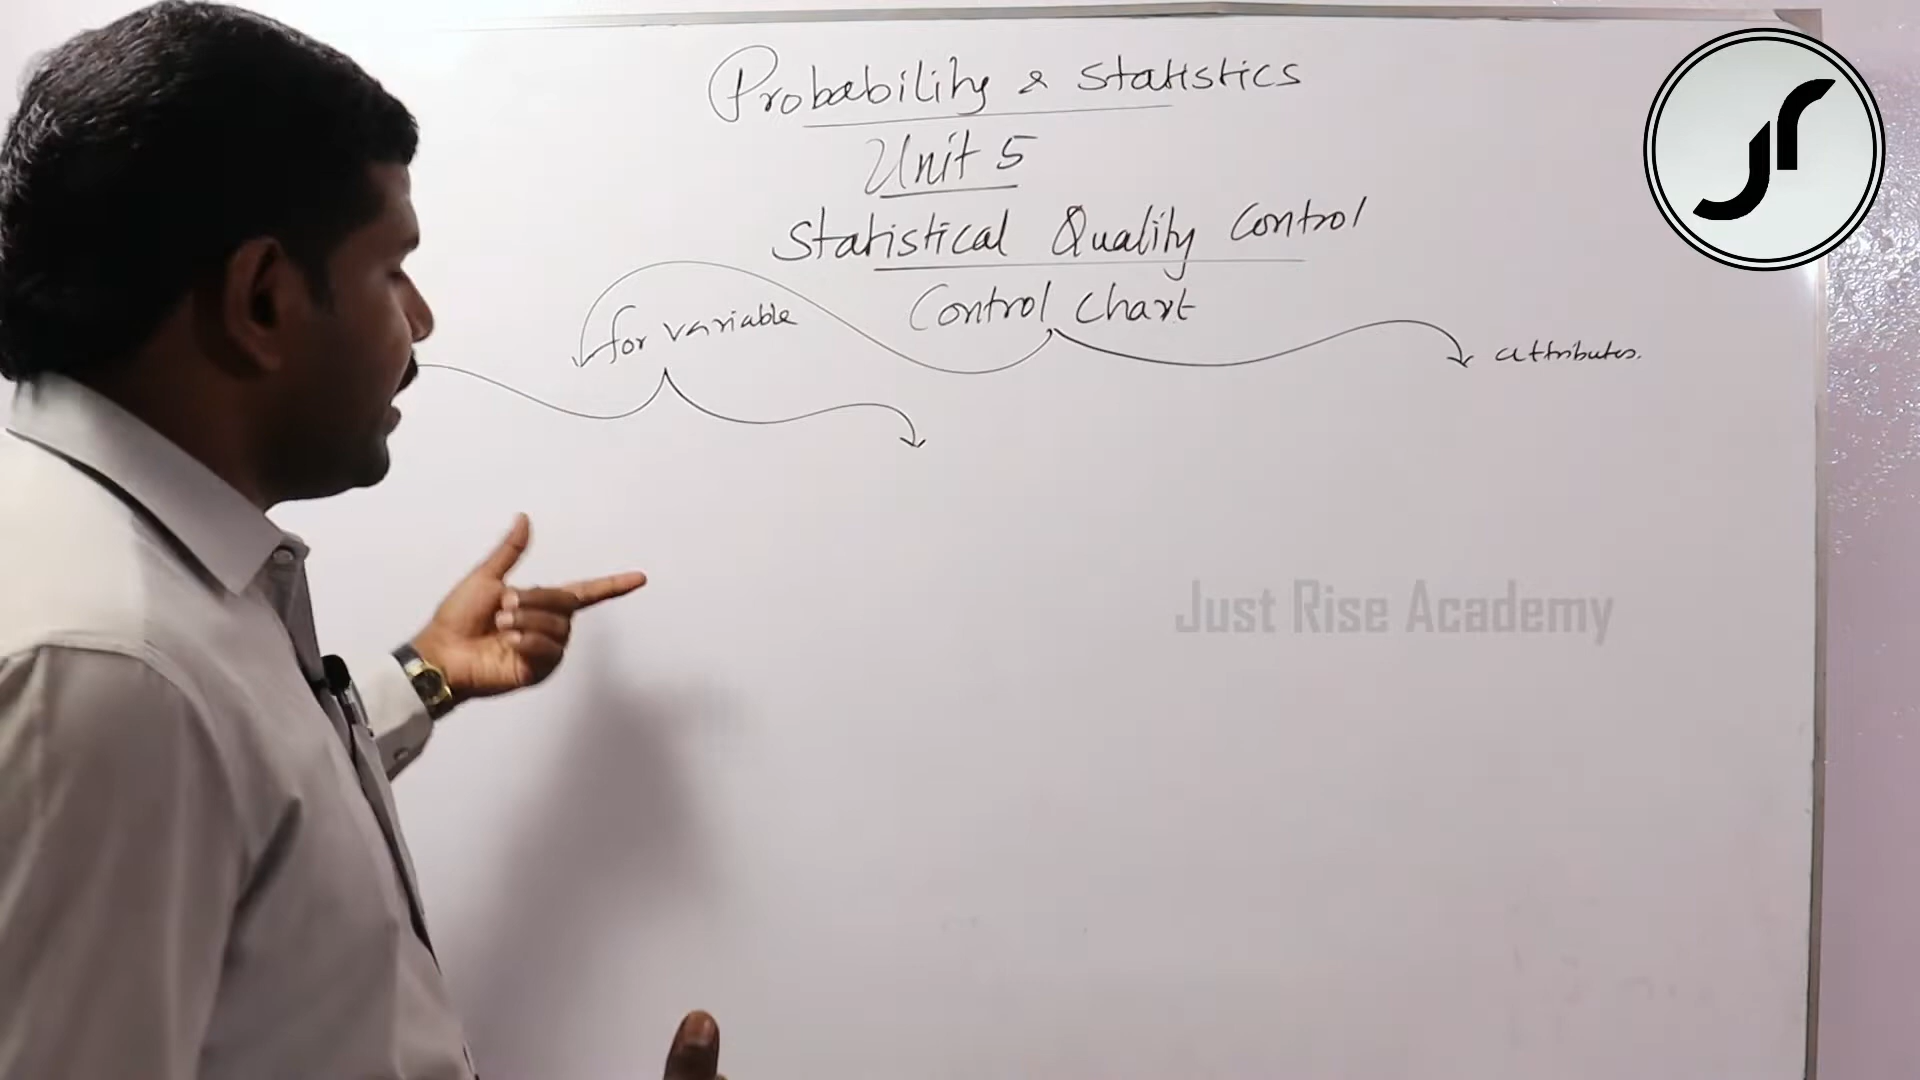 Probability & Statistics
Unit 5
Statistical Quality Control
Control Chart
for variable
attributes.
Just Rise Academy